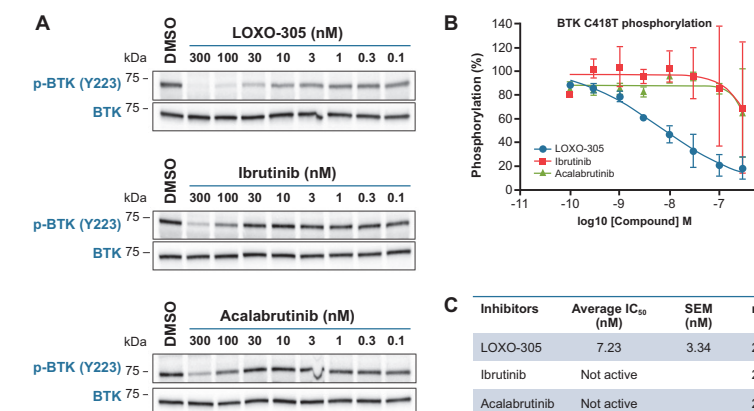 A
LOXO-305 (nM)
DMSO
kDa 300 100 30 10 3 1 0.3 0.1
p-BTK (Y223) 75
BTK 75
Ibrutinib (nM)
DMSO
kDa 300 100 30 10 3 1 0.3 0.1
p-BTK (Y223) 75
BTK 75
Acalabrutinib (nM)
DMSO
kDa 300 100 30 10 3 1 0.3 0.1
p-BTK (Y223) 75
BTK 75
B
BTK C418T phosphorylation
Phosphorylation (%)
140
120
100
80
60
40
20
0
LOXO-305
Ibrutinib
Acalabrutinib
-11 -10 -9 -8 -7
log10 [Compound] M
C
Inhibitors Average IC50 (nM) SEM (nM)
LOXO-305 7.23 3.34 2
Ibrutinib Not active 2
Acalabrutinib Not active 2